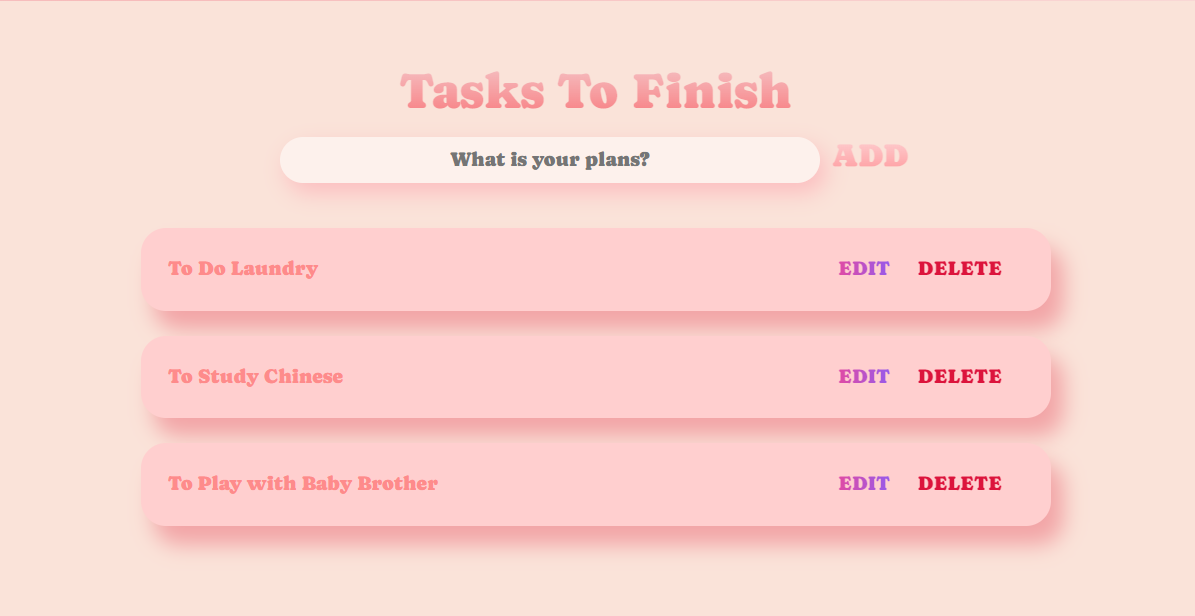 Tasks To Finish
What is your plans? ADD
To Do Laundry EDIT DELETE
To Study Chinese EDIT DELETE
To Play with Baby Brother EDIT DELETE